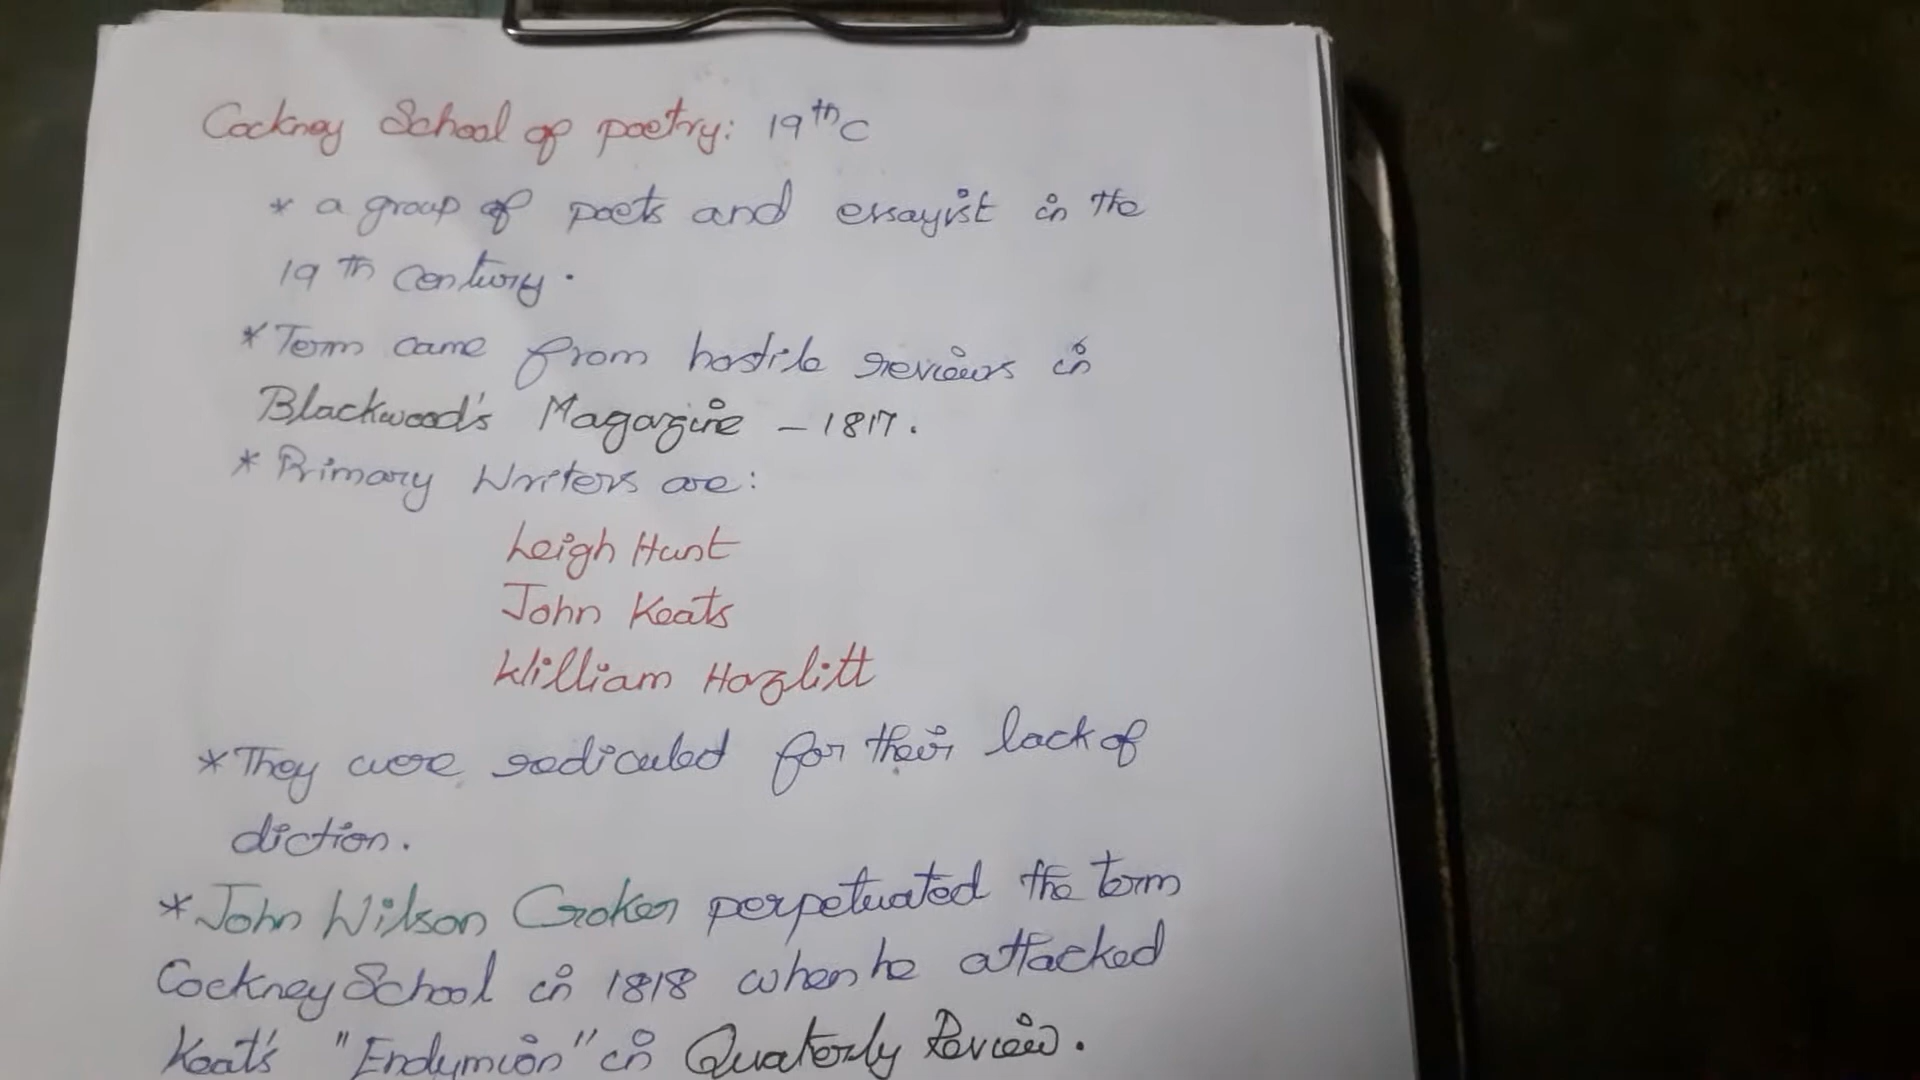 Cockney School of poetry: 19th C
* a group of poets and essayist in the
19th Century.
* Term came from hostile reviews in
Blackwood's Magazine – 1817.
* Primary Writers are:
Leigh Hunt
John Keats
William Hazlitt
* They were rediculed for their lack of
diction.
* John Wilson Croker perpetuated the term
Cockney School in 1818 when he attacked
Keat's "Endymion" in Quaterly Review.